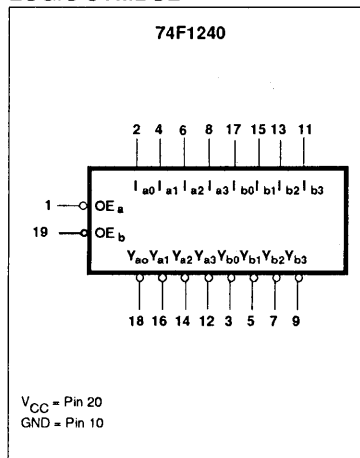 74F1240
2 4 6 8 17 15 13 11
Ia0 Ia1 Ia2 Ia3 Ib0 Ib1 Ib2 Ib3
1 OEa
19 OEb
Yao Ya1 Ya2 Ya3 Yb0 Yb1 Yb2 Yb3
18 16 14 12 3 5 7 9
VCC = Pin 20
GND = Pin 10